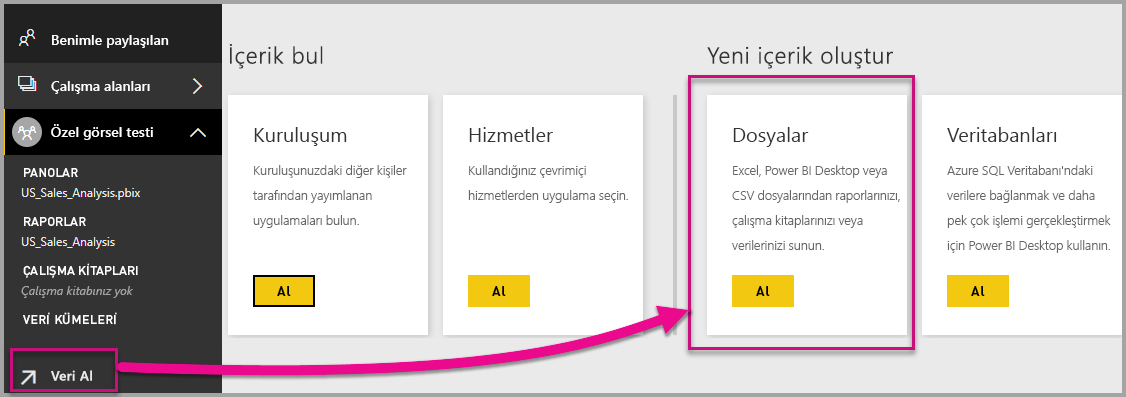 Benimle paylaşılan
Çalışma alanları
Özel görsel testi
PANOLAR
US_Sales_Analysis.pbix
RAPORLAR
US_Sales_Analysis
ÇALIŞMA KİTAPLARI
Çalışma kitabınız yok
VERİ KÜMELERİ
Veri Al
İçerik bul
Kuruluşum
Kuruluşunuzdaki diğer kişiler
tarafından yayımlanan
uygulamaları bulun.
Al
Hizmetler
Kullandığınız çevrimiçi
hizmetlerden uygulama seçin.
Al
Yeni içerik oluştur
Dosyalar
Excel, Power BI Desktop veya
CSV dosyalarından raporlarınızı,
çalışma kitaplarınızı veya
verilerinizi sunun.
Al
Veritabanları
Azure SQL Veritabanı'ndaki
verilere bağlanmak ve daha
pek çok işlemi gerçekleştirmek
için Power BI Desktop kullanın.
Al